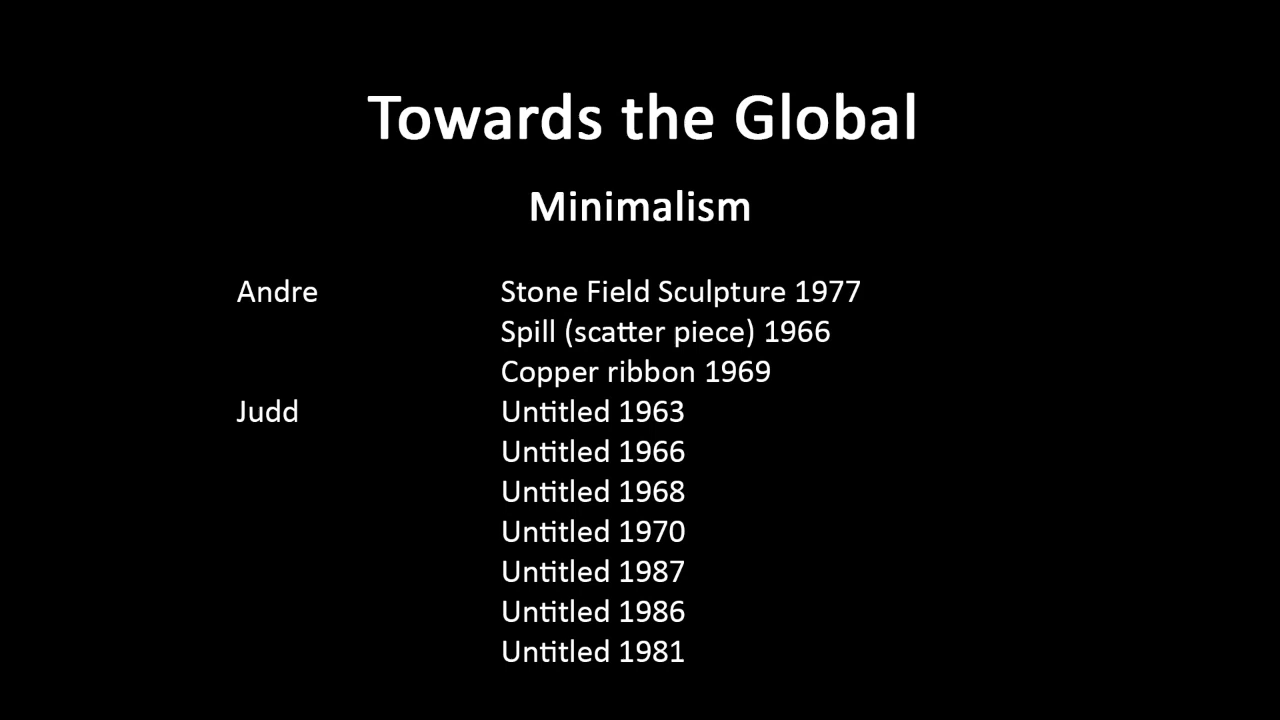 Towards the Global
Minimalism
Andre Stone Field Sculpture 1977
Spill (scatter piece) 1966
Copper ribbon 1969
Judd Untitled 1963
Untitled 1966
Untitled 1968
Untitled 1970
Untitled 1987
Untitled 1986
Untitled 1981